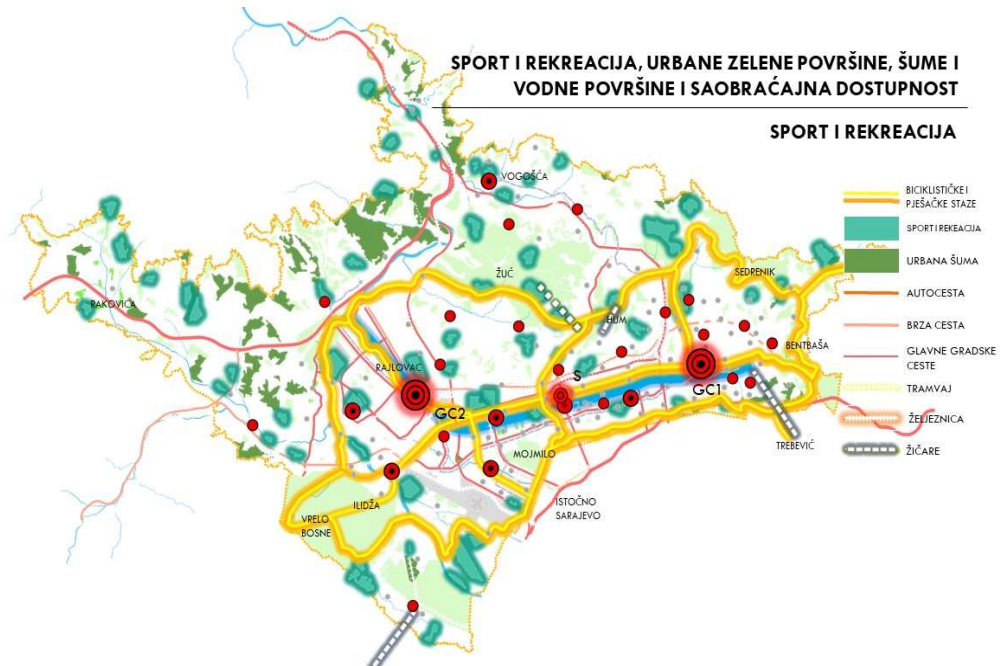 SPORT I REKREACIJA, URBANE ZELENE POVRŠINE, ŠUME I
VODNE POVRŠINE I SAOBRAĆAJNA DOSTUPNOST
SPORT I REKREACIJA
BICIKLISTIČKE I
PJEŠAČKE STAZE
SPORT I REKEACIJA
URBANA ŠUMA
AUTOCESTA
BRZA CESTA
GLAVNE GRADSKE
CESTE
TRAMVAJ
ŽELJEZNICA
ŽIČARE
VOGOŠĆA
ŽUČ
SEDRENIK
RAKOVICA
HUM
BENTBAŠA
RAJLOVAC
S
GC2
GC1
TREBEVIĆ
MOJMILO
ILIDŽA
ISTOČNO
SARAJEVO
VRELO
BOSNE